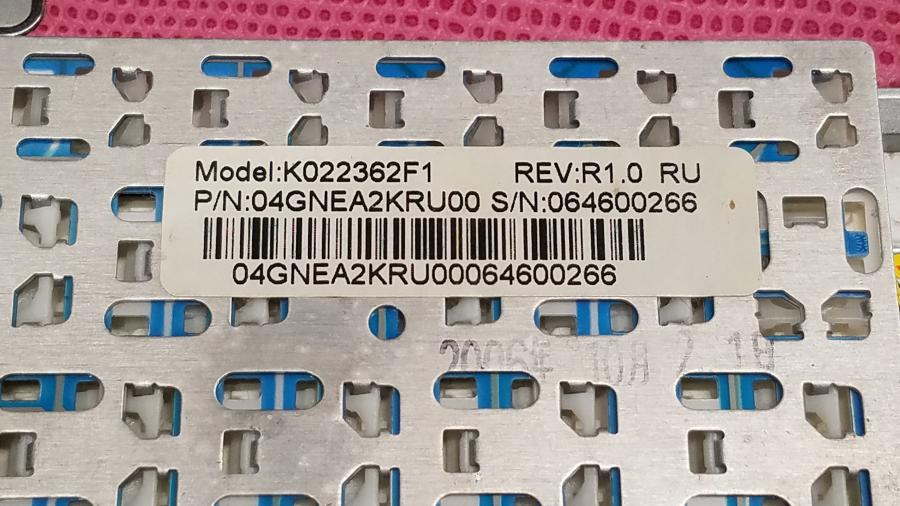 Model:K022362F1 REV:R1.0 RU
P/N:04GNEA2KRU00 S/N:064600266
04GNEA2KRU00064600266